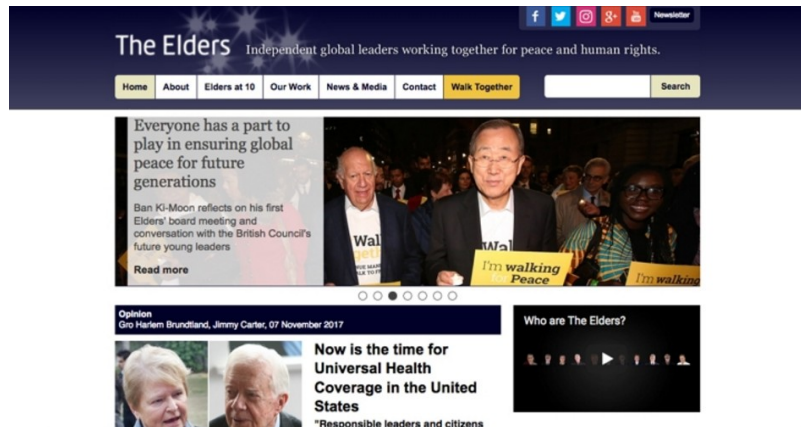 Newsletter
The Elders
Independent global leaders working together for peace and human rights.
Home About Elders at 10 Our Work News & Media Contact Walk Together Search
Everyone has a part to
play in ensuring global
peace for future
generations
Ban Ki-Moon reflects on his first
Elders' board meeting and
conversation with the British Council's
future young leaders
Read more
Wal
I'm walking
Peace
Wal
I'm walking
Opinion
Gro Harlem Brundtland, Jimmy Carter, 07 November 2017
Now is the time for
Universal Health
Coverage in the United
States
"Responsible leaders and citizens
Who are The Elders?